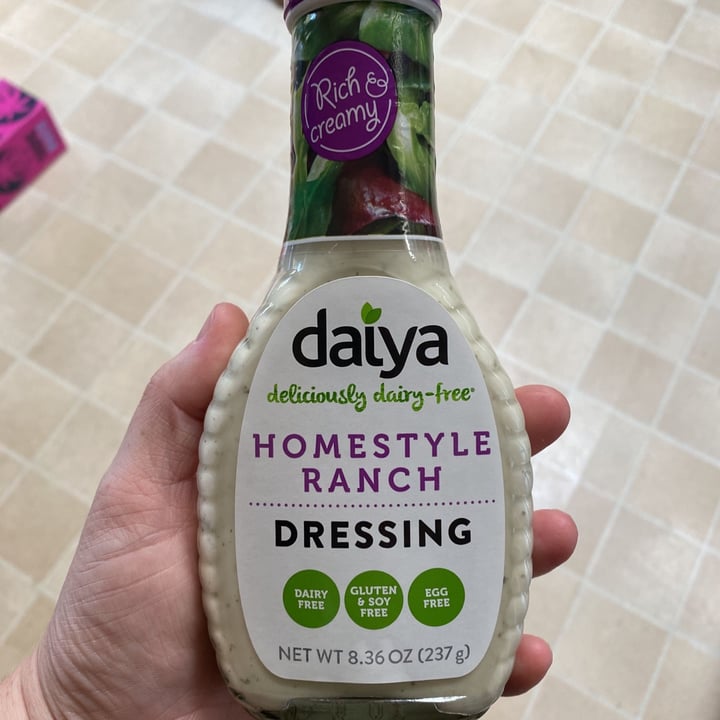 Rich &
creamy
daiya
deliciously dairy-free
HOMESTYLE
RANCH
DRESSING
DAIRY
FREE
GLUTEN
& SOY
FREE
EGG
FREE
NET WT 8.36 OZ (237 g)